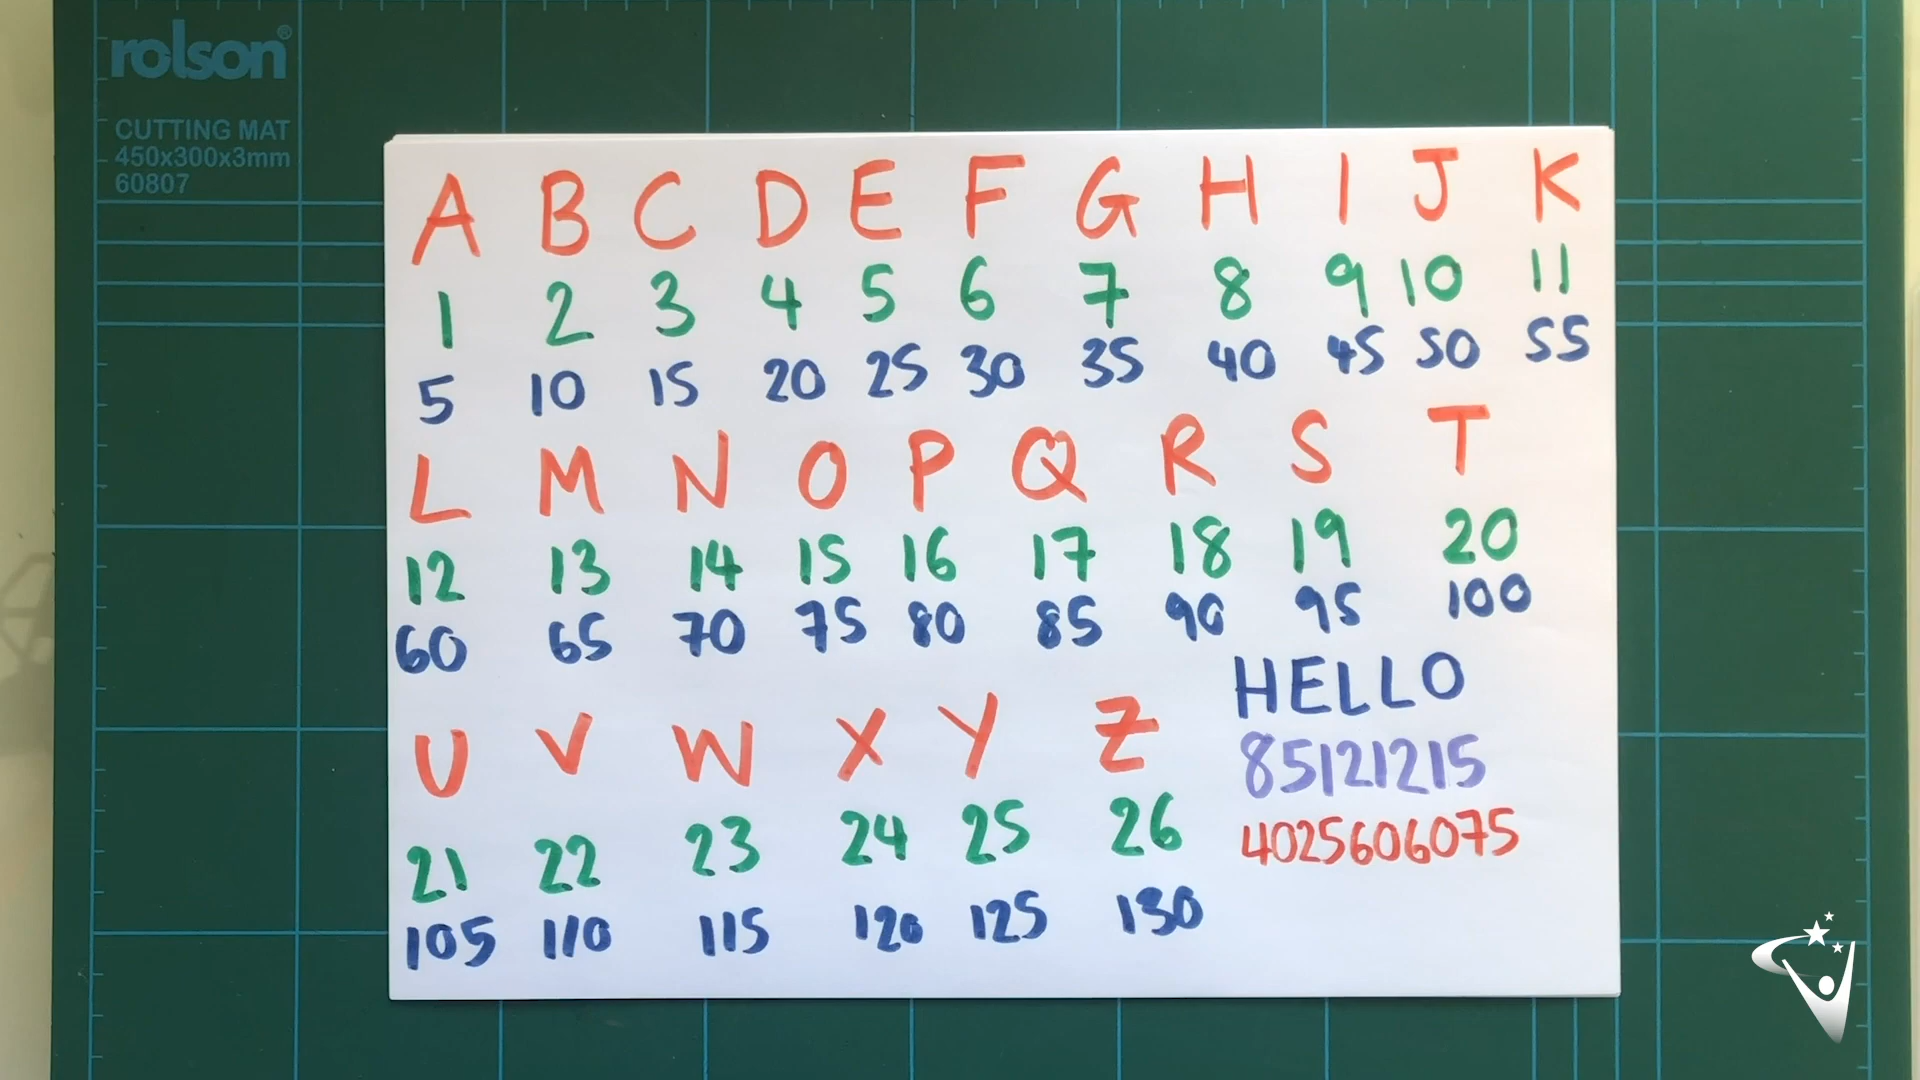 rolson®
CUTTING MAT
450x300x3mm
60807
A B C D E F G H I J K
1 2 3 4 5 6 7 8 9 10 11
5 10 15 20 25 30 35 40 45 50 55
L M N O P Q R S T
12 13 14 15 16 17 18 19 20
60 65 70 75 80 85 90 95 100
U V W X Y Z
21 22 23 24 25 26
105 110 115 120 125 130
HELLO
85121215
4025606075